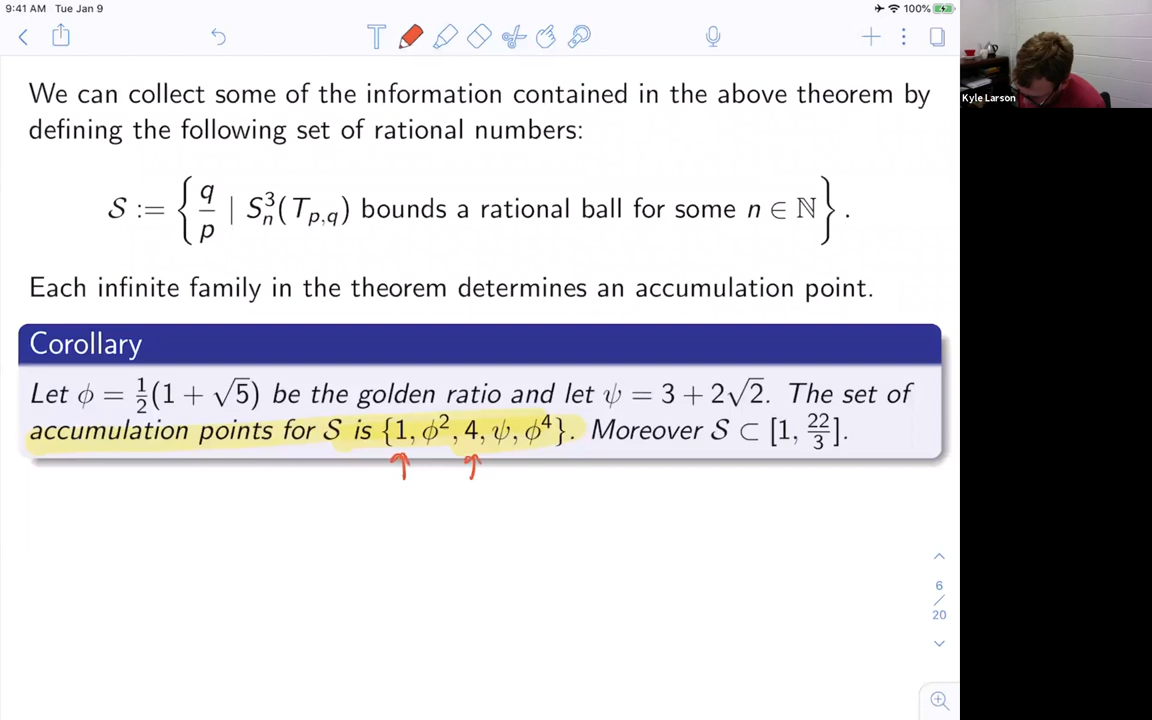 9:41 AM Tue Jan 9
100%
We can collect some of the information contained in the above theorem by
defining the following set of rational numbers:
𝒮 := { q/p | S³ₙ(T_{p,q}) bounds a rational ball for some n ∈ ℕ } .
Each infinite family in the theorem determines an accumulation point.
Corollary
Let ϕ = ½(1 + √5) be the golden ratio and let ψ = 3 + 2√2. The set of
accumulation points for 𝒮 is {1, ϕ², 4, ψ, ϕ⁴}. Moreover 𝒮 ⊂ [1, 22/3].
6
/
20
Kyle Larson